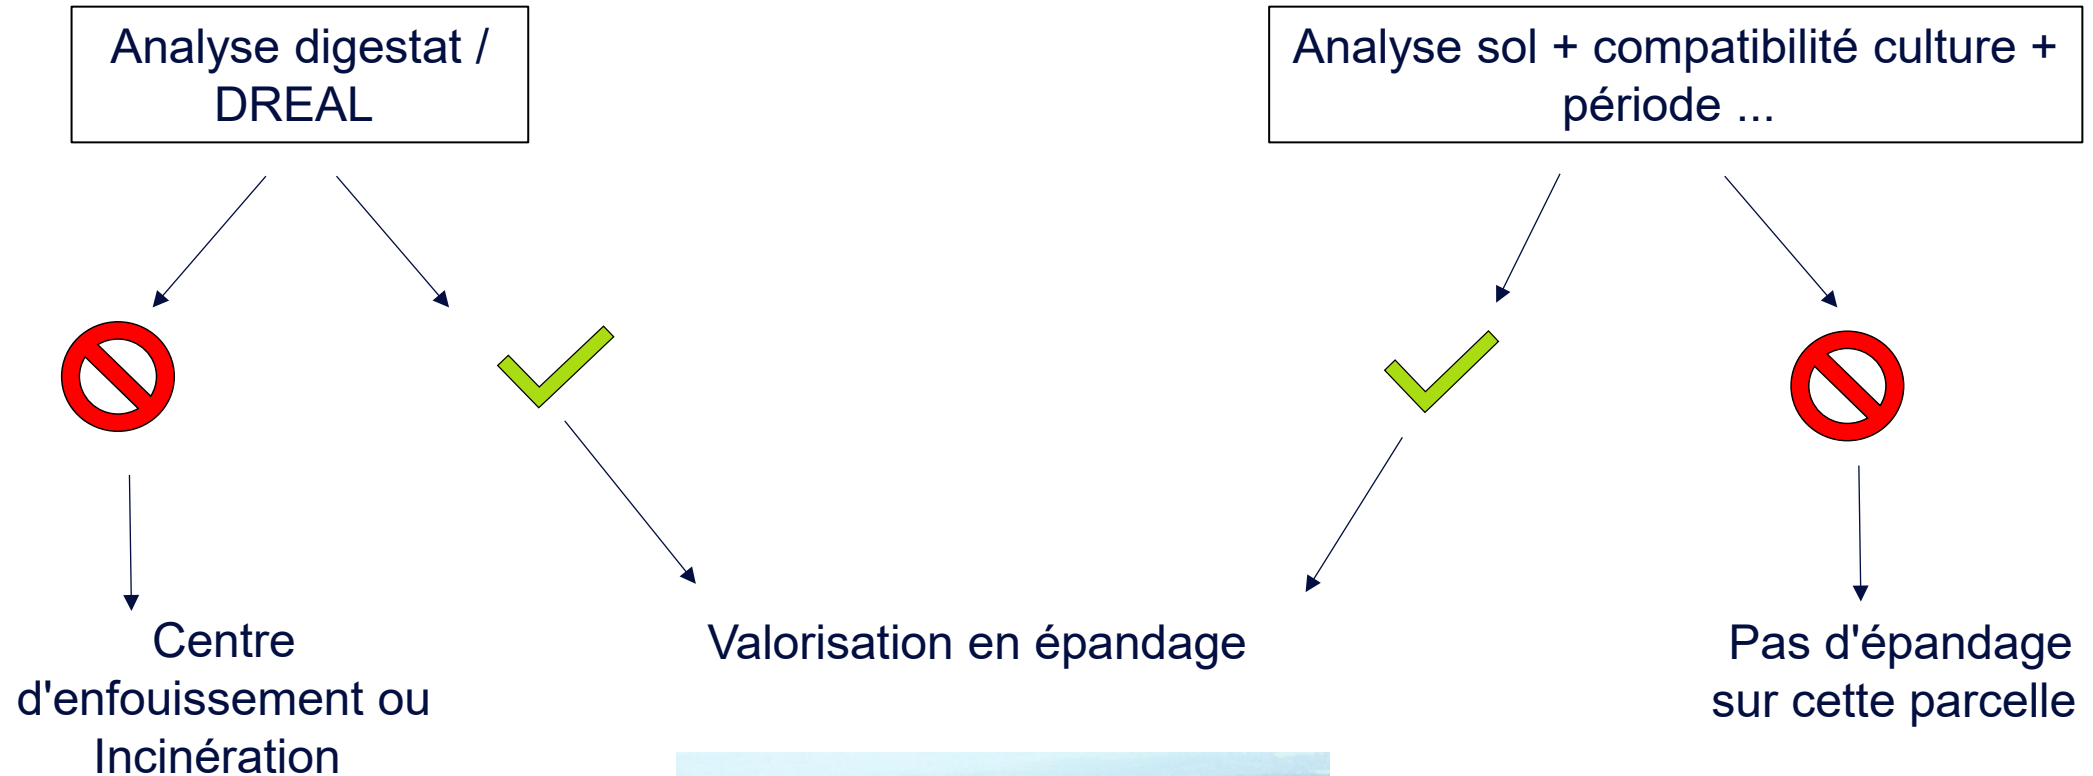 Analyse digestat /
DREAL
Analyse sol + compatibilité culture +
période ...
Centre
d'enfouissement ou
Incinération
Valorisation en épandage
Pas d'épandage
sur cette parcelle